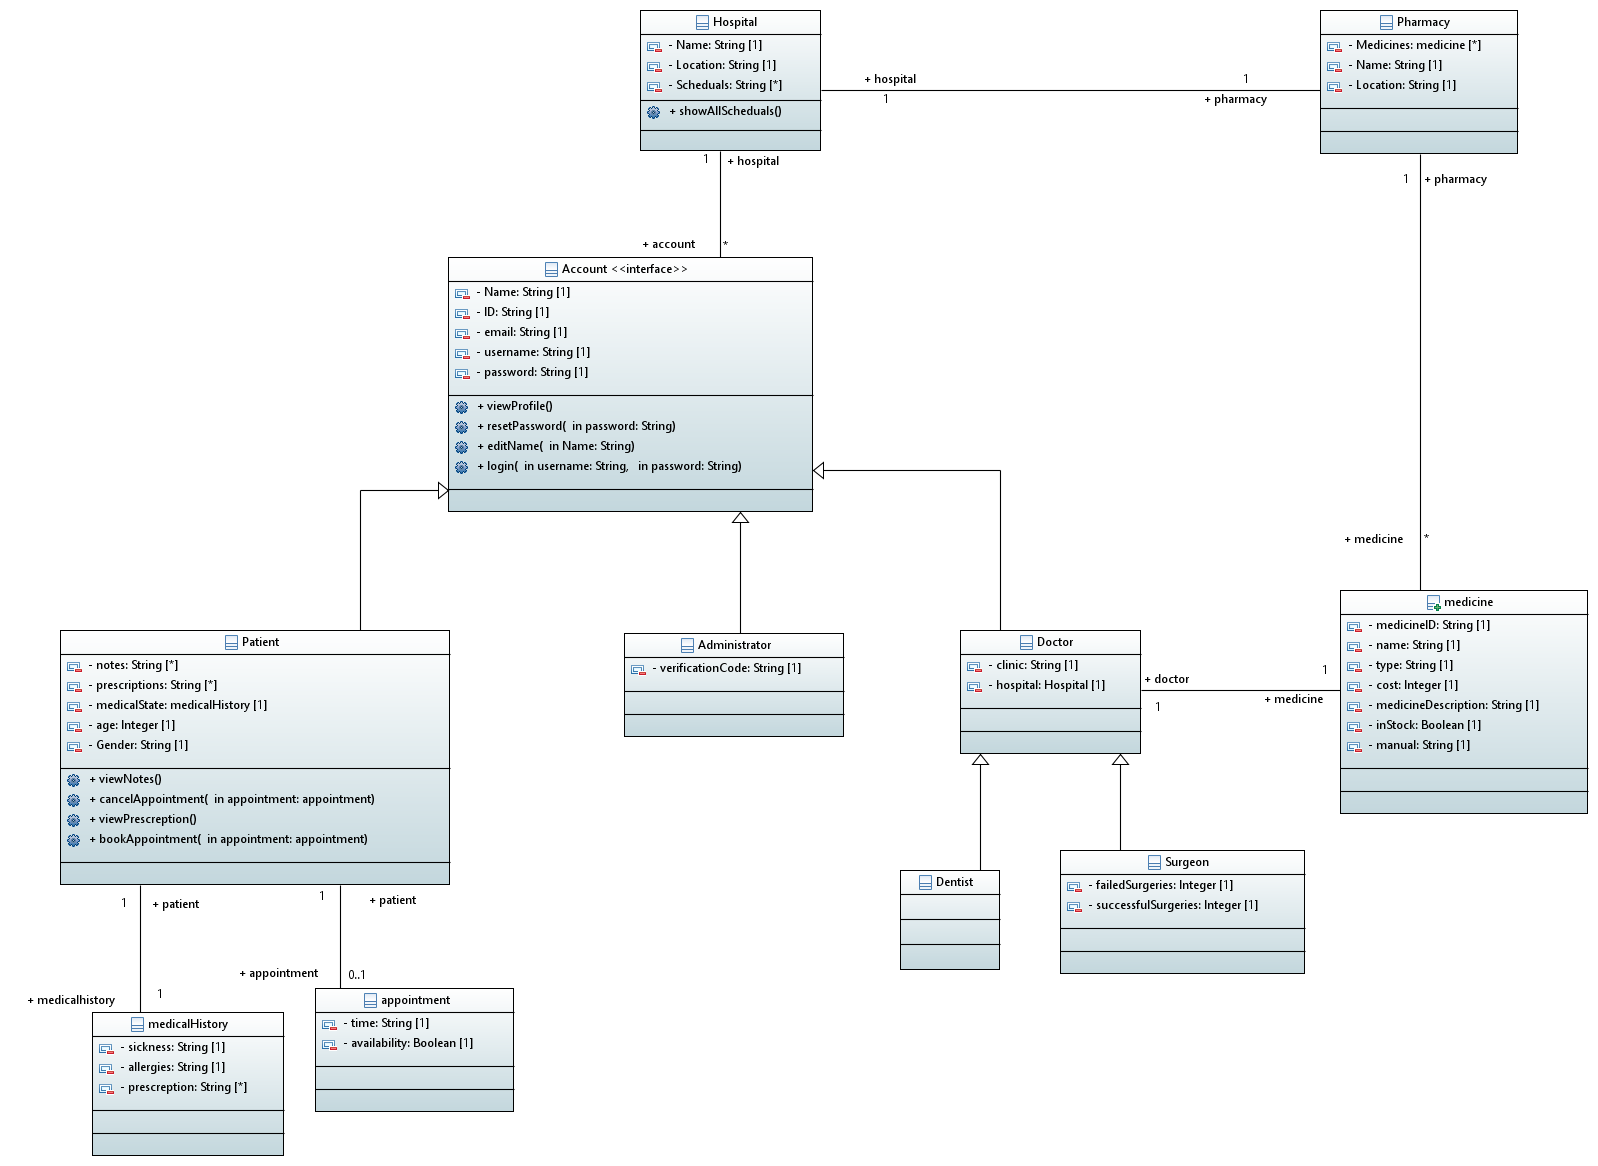 Hospital
- Name: String [1]
- Location: String [1]
- Scheduals: String [*]
+ showAllScheduals()
Pharmacy
- Medicines: medicine [*]
- Name: String [1]
- Location: String [1]
+ hospital
1
1
+ pharmacy
1
+ hospital
1
+ pharmacy
+ account
*
Account <<interface>>
- Name: String [1]
- ID: String [1]
- email: String [1]
- username: String [1]
- password: String [1]
+ viewProfile()
+ resetPassword( in password: String)
+ editName( in Name: String)
+ login( in username: String, in password: String)
+ medicine
*
Patient
- notes: String [*]
- prescriptions: String [*]
- medicalState: medicalHistory [1]
- age: Integer [1]
- Gender: String [1]
+ viewNotes()
+ cancelAppointment( in appointment: appointment)
+ viewPrescreption()
+ bookAppointment( in appointment: appointment)
Administrator
- verificationCode: String [1]
Doctor
- clinic: String [1]
- hospital: Hospital [1]
+ doctor
1
1
+ medicine
medicine
- medicineID: String [1]
- name: String [1]
- type: String [1]
- cost: Integer [1]
- medicineDescription: String [1]
- inStock: Boolean [1]
- manual: String [1]
Dentist
Surgeon
- failedSurgeries: Integer [1]
- successfulSurgeries: Integer [1]
1
+ patient
1
+ patient
+ medicalhistory
1
+ appointment
0..1
medicalHistory
- sickness: String [1]
- allergies: String [1]
- prescreption: String [*]
appointment
- time: String [1]
- availability: Boolean [1]